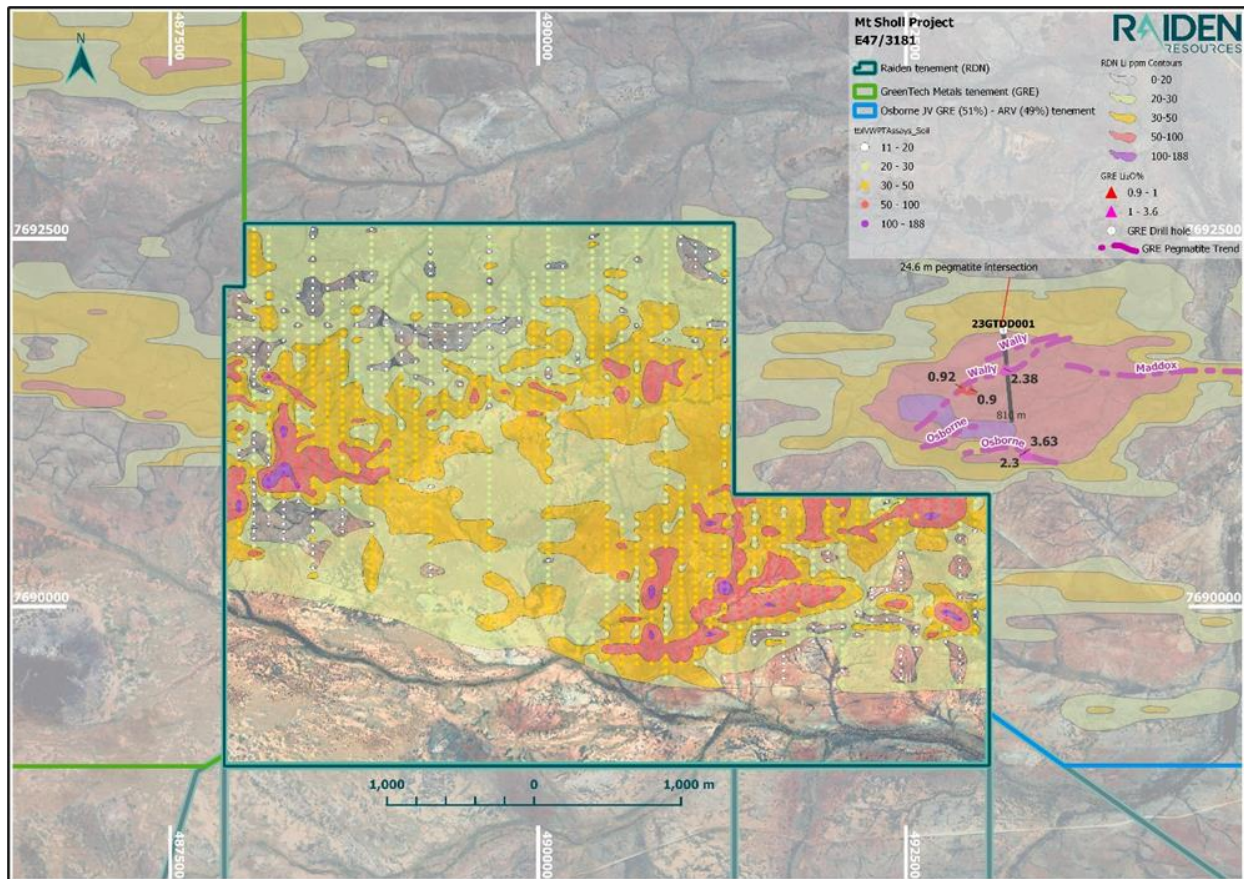 487500
490000
492500
Mt Sholl Project
E47/3181
RAIDEN
RESOURCES
Raiden tenement (RDN)
GreenTech Metals tenement (GRE)
Osborne JV GRE (51%) - ARV (49%) tenement
11 - 20
20 - 30
30 - 50
50 - 100
100 - 188
RDN Li ppm Contours
0-20
20-30
30-50
50-100
100-188
GRE Li₂O%
0.9 - 1
1 - 3.6
GRE Drill hole
GRE Pegmatite Trend
N
7692500
7692500
24.6 m pegmatite intersection
23GTDD001
Wally
Wally
Maddox
0.92
2.38
0.9
Osborne
Osborne
3.63
2.3
7690000
7690000
1,000
0
1,000 m
487500
490000
492500